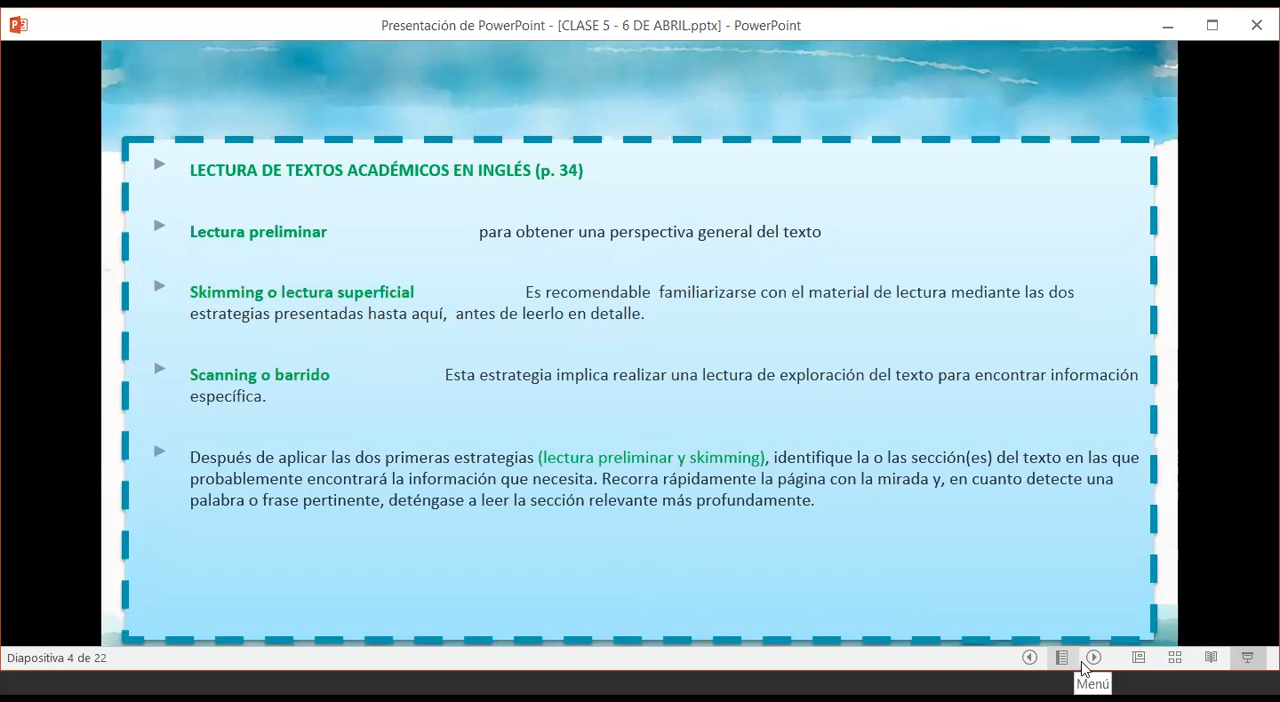 Presentación de PowerPoint - [CLASE 5 - 6 DE ABRIL.pptx] - PowerPoint
LECTURA DE TEXTOS ACADÉMICOS EN INGLÉS (p. 34)
Lectura preliminar para obtener una perspectiva general del texto
Skimming o lectura superficial Es recomendable familiarizarse con el material de lectura mediante las dos
estrategias presentadas hasta aquí, antes de leerlo en detalle.
Scanning o barrido Esta estrategia implica realizar una lectura de exploración del texto para encontrar información
específica.
Después de aplicar las dos primeras estrategias (lectura preliminar y skimming), identifique la o las sección(es) del texto en las que
probablemente encontrará la información que necesita. Recorra rápidamente la página con la mirada y, en cuanto detecte una
palabra o frase pertinente, deténgase a leer la sección relevante más profundamente.
Diapositiva 4 de 22
Menú